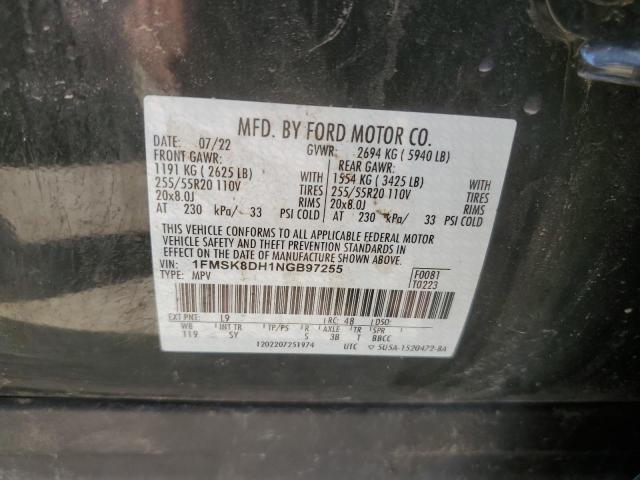 MFD. BY FORD MOTOR CO.
DATE: 07/22 GVWR: 2694 KG ( 5940 LB)
FRONT GAWR: REAR GAWR:
1191 KG ( 2625 LB) WITH 1554 KG ( 3425 LB) WITH
255/55R20 110V TIRES 255/55R20 110V TIRES
20x8.0J RIMS 20x8.0J RIMS
AT 230 kPa/ 33 PSI COLD AT 230 kPa/ 33 PSI COLD
THIS VEHICLE CONFORMS TO ALL APPLICABLE FEDERAL MOTOR
VEHICLE SAFETY AND THEFT PREVENTION STANDARDS IN
EFFECT ON THE DATE OF MANUFACTURE SHOWN ABOVE.
VIN: 1FMSK8DH1NGB97255 F0081
TYPE: MPV T0223
EXT PNT: L9 RC: 48 DSO:
WB INT TR TP/PS R AXLE TR SPR
119 5Y S 3B T BBCC
1202207251974 UTC 5U5A-1520472-BA